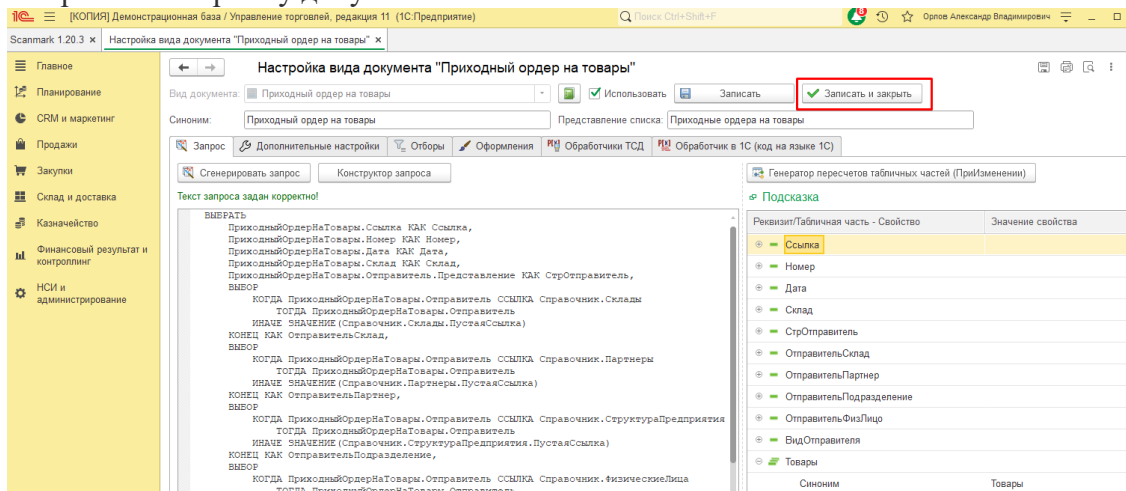 [КОПИЯ] Демонстрационная база / Управление торговлей, редакция 11 (1С:Предприятие)
Поиск Ctrl+Shift+F
8
Орлов Александр Владимирович
Scanmark 1.20.3 × Настройка вида документа "Приходный ордер на товары" ×
Главное
Планирование
CRM и маркетинг
Продажи
Закупки
Склад и доставка
Казначейство
Финансовый результат и
контроллинг
НСИ и
администрирование
Настройка вида документа "Приходный ордер на товары"
Вид документа: Приходный ордер на товары Использовать Записать Записать и закрыть
Синоним: Приходный ордер на товары Представление списка: Приходные ордера на товары
Запрос Дополнительные настройки Отборы Оформления Обработчики ТСД Обработчик в 1С (код на языке 1С)
Сгенерировать запрос Конструктор запроса
Текст запроса задан корректно!
ВЫБРАТЬ
ПриходныйОрдерНаТовары.Ссылка КАК Ссылка,
ПриходныйОрдерНаТовары.Номер КАК Номер,
ПриходныйОрдерНаТовары.Дата КАК Дата,
ПриходныйОрдерНаТовары.Склад КАК Склад,
ПриходныйОрдерНаТовары.Отправитель.Представление КАК СтрОтправитель,
ВЫБОР
КОГДА ПриходныйОрдерНаТовары.Отправитель ССЫЛКА Справочник.Склады
ТОГДА ПриходныйОрдерНаТовары.Отправитель
ИНАЧЕ ЗНАЧЕНИЕ(Справочник.Склады.ПустаяСсылка)
КОНЕЦ КАК ОтправительСклад,
ВЫБОР
КОГДА ПриходныйОрдерНаТовары.Отправитель ССЫЛКА Справочник.Партнеры
ТОГДА ПриходныйОрдерНаТовары.Отправитель
ИНАЧЕ ЗНАЧЕНИЕ(Справочник.Партнеры.ПустаяСсылка)
КОНЕЦ КАК ОтправительПартнер,
ВЫБОР
КОГДА ПриходныйОрдерНаТовары.Отправитель ССЫЛКА Справочник.СтруктураПредприятия
ТОГДА ПриходныйОрдерНаТовары.Отправитель
ИНАЧЕ ЗНАЧЕНИЕ(Справочник.СтруктураПредприятия.ПустаяСсылка)
КОНЕЦ КАК ОтправительПодразделение,
ВЫБОР
КОГДА ПриходныйОрдерНаТовары.Отправитель ССЫЛКА Справочник.ФизическиеЛица
Генератор пересчетов табличных частей (ПриИзменении)
Подсказка
Реквизит/Табличная часть - Свойство Значение свойства
Ссылка
Номер
Дата
Склад
СтрОтправитель
ОтправительСклад
ОтправительПартнер
ОтправительПодразделение
ОтправительФизЛицо
ВидОтправителя
Товары
Синоним Товары